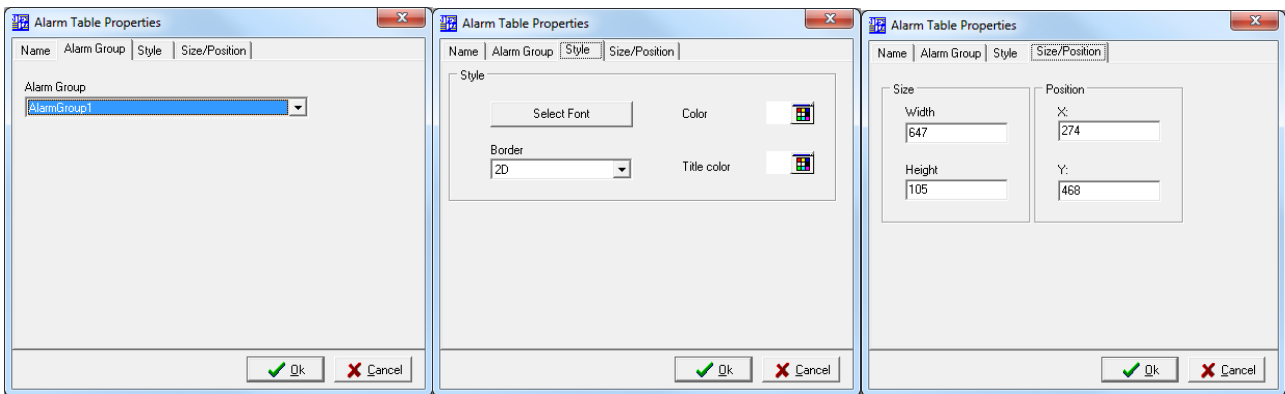 Alarm Table Properties
Name Alarm Group Style Size/Position
Alarm Group
AlarmGroup1
Ok Cancel
Alarm Table Properties
Name Alarm Group Style Size/Position
Style
Select Font Color
Border
2D Title color
Ok Cancel
Alarm Table Properties
Name Alarm Group Style Size/Position
Size Position
Width X:
647 274
Height Y:
105 468
Ok Cancel